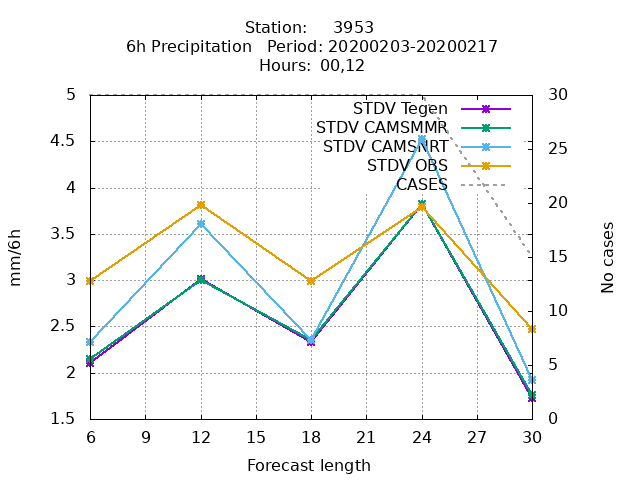 Station: 3953
6h Precipitation Period: 20200203-20200217
Hours: 00,12
STDV Tegen
STDV CAMSMMR
STDV CAMSNRT
STDV OBS
CASES
mm/6h
5
4.5
4
3.5
3
2.5
2
1.5
30
25
20
15
10
5
0
No cases
6 9 12 15 18 21 24 27 30
Forecast length